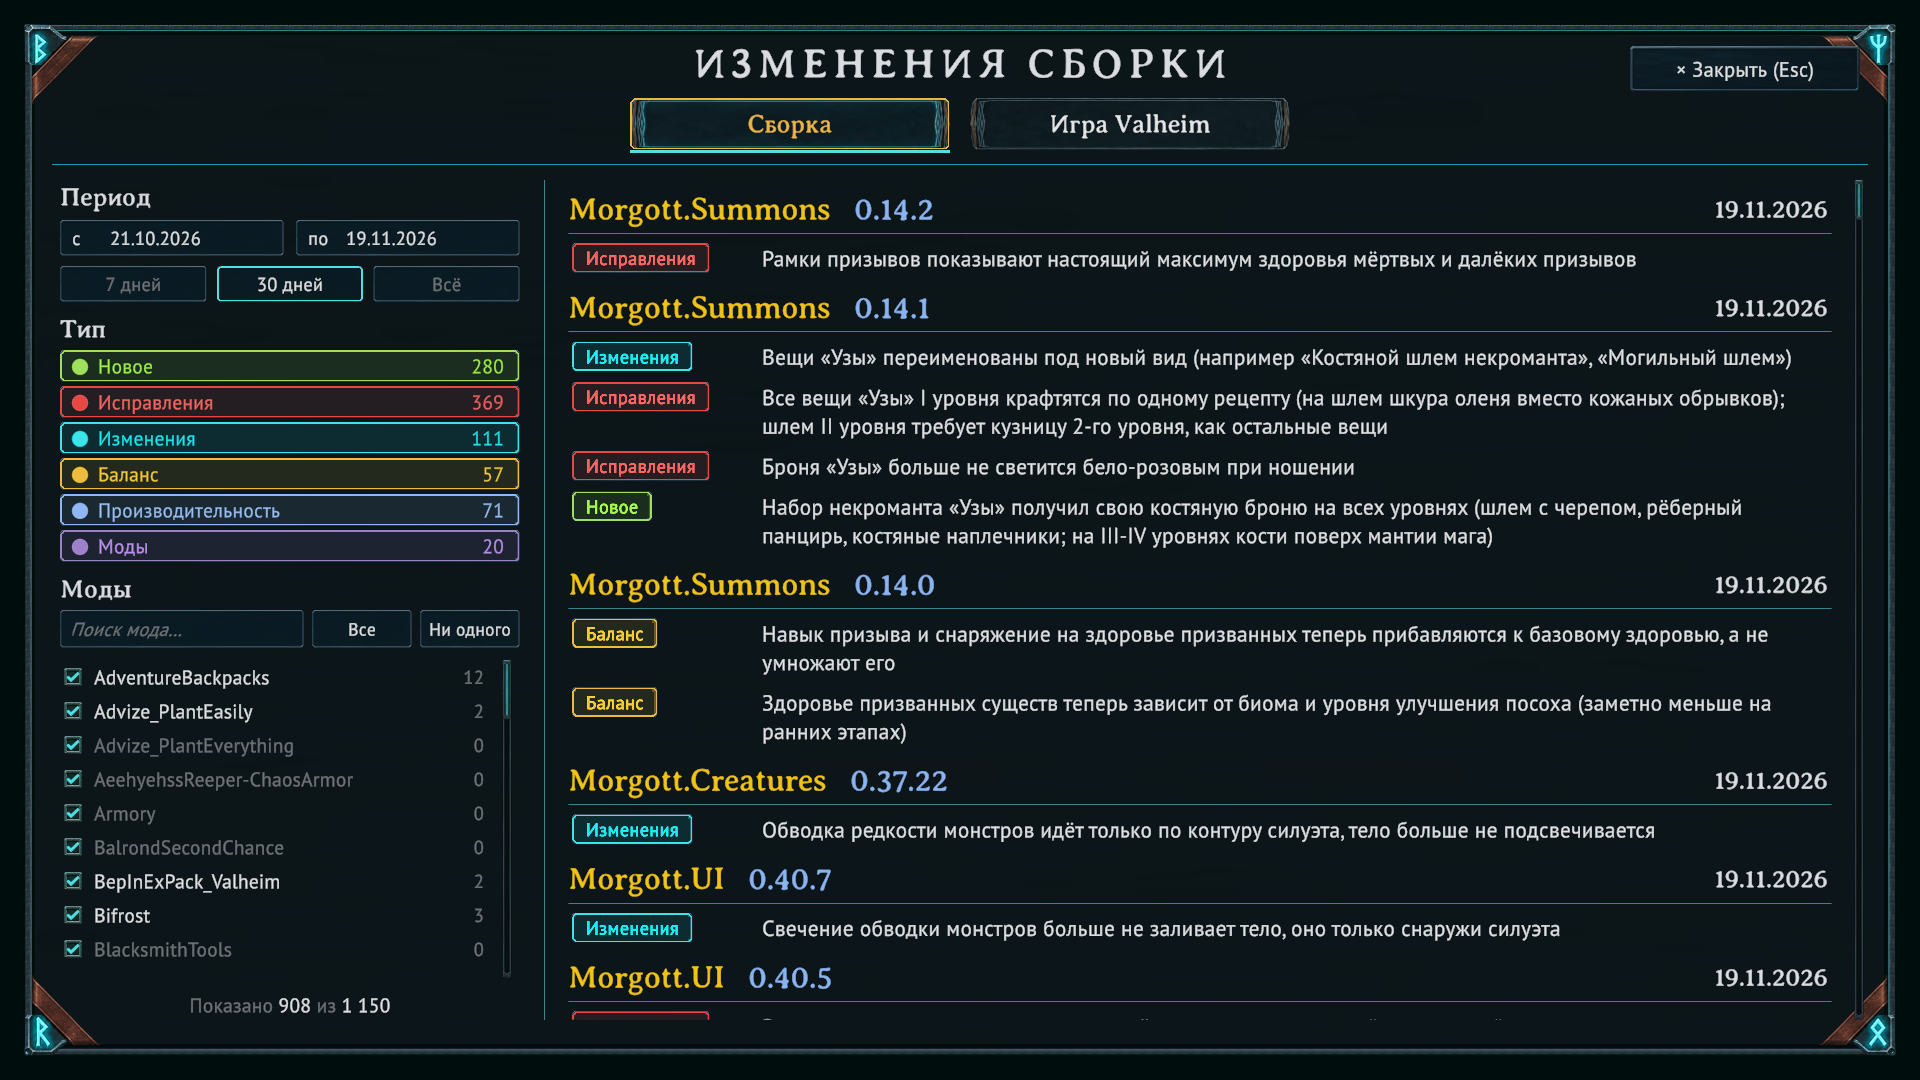 ИЗМЕНЕНИЯ СБОРКИ
× Закрыть (Esc)
Сборка
Игра Valheim
Период
с 21.10.2026
по 19.11.2026
7 дней
30 дней
Всё
Тип
Новое 280
Исправления 369
Изменения 111
Баланс 57
Производительность 71
Моды 20
Моды
Поиск мода...
Все
Ни одного
AdventureBackpacks 12
Advize_PlantEasily 2
Advize_PlantEverything 0
AeehyehssReeper-ChaosArmor 0
Armory 0
BalrondSecondChance 0
BepInExPack_Valheim 2
Bifrost 3
BlacksmithTools 0
Показано 908 из 1 150
Morgott.Summons 0.14.2 19.11.2026
Исправления Рамки призывов показывают настоящий максимум здоровья мёртвых и далёких призывов
Morgott.Summons 0.14.1 19.11.2026
Изменения Вещи «Узы» переименованы под новый вид (например «Костяной шлем некроманта», «Могильный шлем»)
Исправления Все вещи «Узы» I уровня крафтятся по одному рецепту (на шлем шкура оленя вместо кожаных обрывков);
шлем II уровня требует кузницу 2-го уровня, как остальные вещи
Исправления Броня «Узы» больше не светится бело-розовым при ношении
Новое Набор некроманта «Узы» получил свою костяную броню на всех уровнях (шлем с черепом, рёберный
панцирь, костяные наплечники; на III-IV уровнях кости поверх мантии мага)
Morgott.Summons 0.14.0 19.11.2026
Баланс Навык призыва и снаряжение на здоровье призванных теперь прибавляются к базовому здоровью, а не
умножают его
Баланс Здоровье призванных существ теперь зависит от биома и уровня улучшения посоха (заметно меньше на
ранних этапах)
Morgott.Creatures 0.37.22 19.11.2026
Изменения Обводка редкости монстров идёт только по контуру силуэта, тело больше не подсвечивается
Morgott.UI 0.40.7 19.11.2026
Изменения Свечение обводки монстров больше не заливает тело, оно только снаружи силуэта
Morgott.UI 0.40.5 19.11.2026